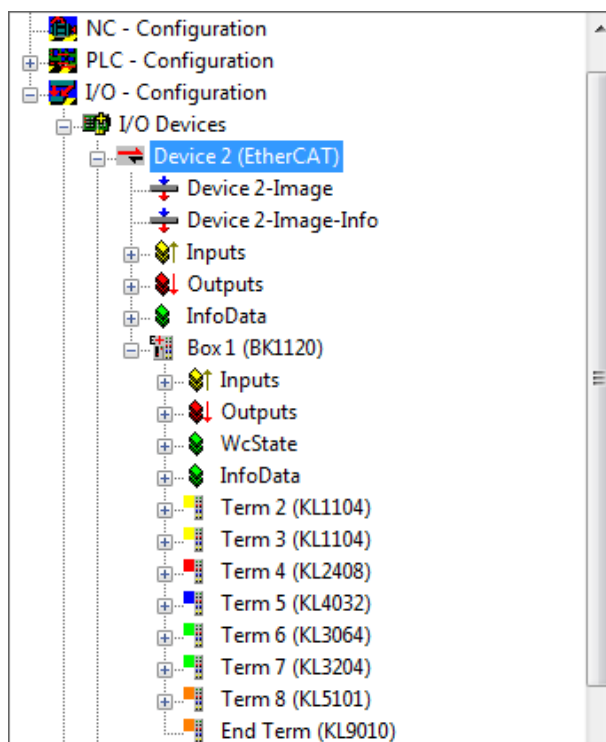 NC - Configuration
PLC - Configuration
I/O - Configuration
I/O Devices
Device 2 (EtherCAT)
Device 2-Image
Device 2-Image-Info
Inputs
Outputs
InfoData
Box 1 (BK1120)
Inputs
Outputs
WcState
InfoData
Term 2 (KL1104)
Term 3 (KL1104)
Term 4 (KL2408)
Term 5 (KL4032)
Term 6 (KL3064)
Term 7 (KL3204)
Term 8 (KL5101)
End Term (KL9010)